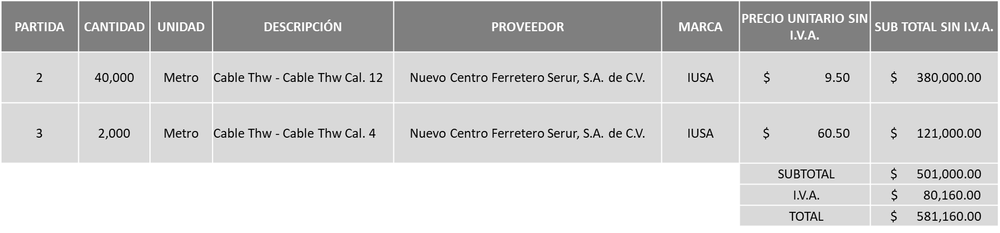 PARTIDA CANTIDAD UNIDAD DESCRIPCIÓN PROVEEDOR MARCA PRECIO UNITARIO SIN I.V.A. SUB TOTAL SIN I.V.A.
2 40,000 Metro Cable Thw - Cable Thw Cal. 12 Nuevo Centro Ferretero Serur, S.A. de C.V. IUSA $ 9.50 $ 380,000.00
3 2,000 Metro Cable Thw - Cable Thw Cal. 4 Nuevo Centro Ferretero Serur, S.A. de C.V. IUSA $ 60.50 $ 121,000.00
SUBTOTAL $ 501,000.00
I.V.A. $ 80,160.00
TOTAL $ 581,160.00